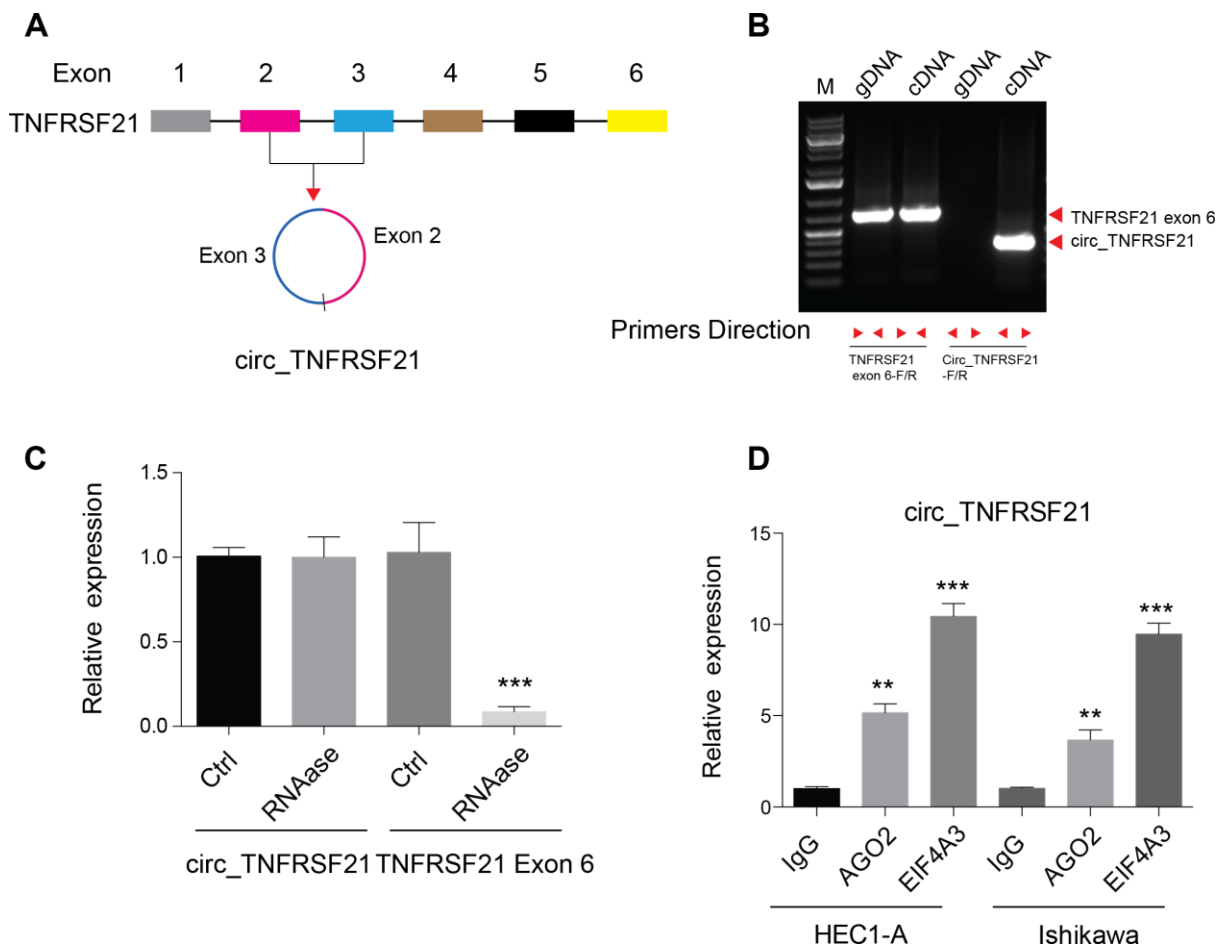 A
Exon 1 2 3 4 5 6
TNFRSF21
Exon 3
Exon 2
circ_TNFRSF21
B
M gDNA cDNA gDNA cDNA
TNFRSF21 exon 6
circ_TNFRSF21
Primers Direction
TNFRSF21
exon 6-F/R
Circ_TNFRSF21
-F/R
C
Relative expression
1.5
1.0
0.5
0.0
***
Ctrl RNAase Ctrl RNAase
circ_TNFRSF21 TNFRSF21 Exon 6
D
circ_TNFRSF21
Relative expression
15
10
5
0
** *** ** ***
IgG AGO2 EIF4A3 IgG AGO2 EIF4A3
HEC1-A Ishikawa